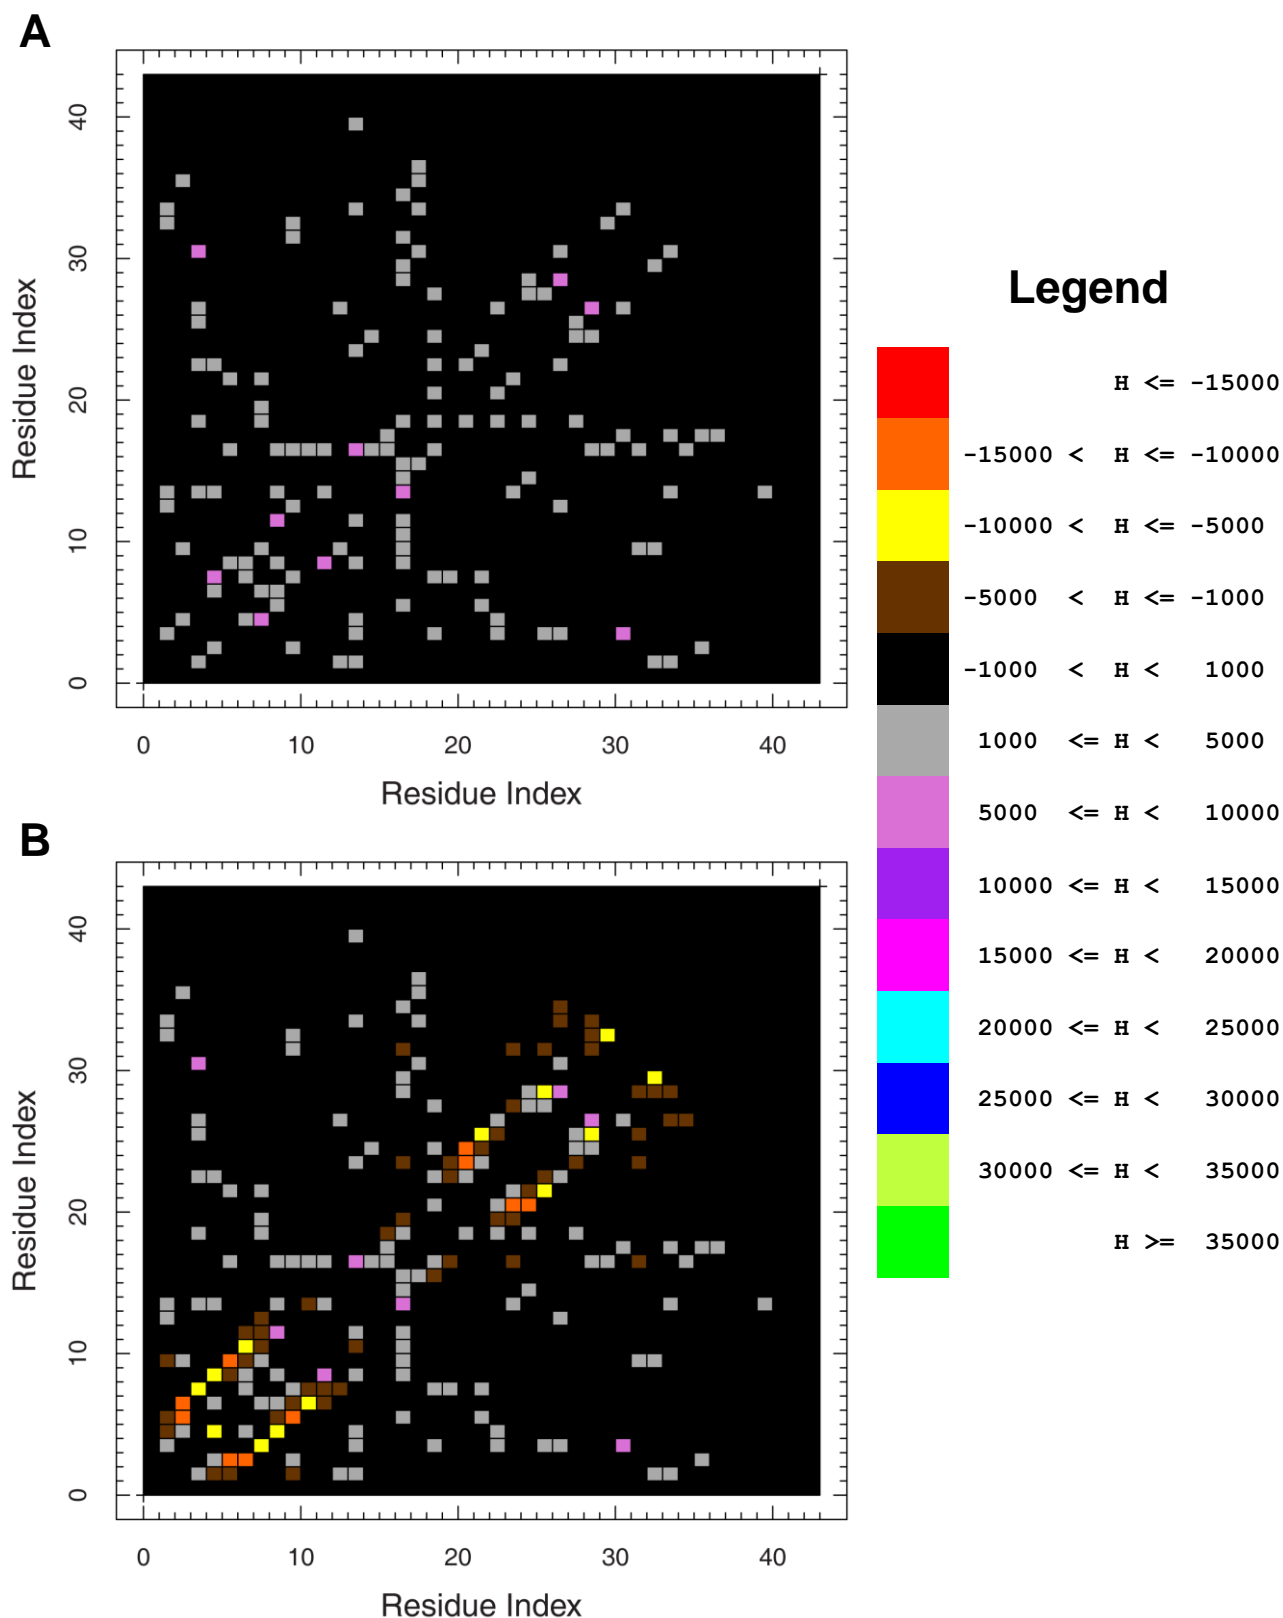 A
40
30
20
10
0
Residue Index
0 10 20 30 40
Residue Index
B
40
30
20
10
0
Residue Index
0 10 20 30 40
Residue Index
Legend
H <= -15000
-15000 < H <= -10000
-10000 < H <= -5000
-5000 < H <= -1000
-1000 < H < 1000
1000 <= H < 5000
5000 <= H < 10000
10000 <= H < 15000
15000 <= H < 20000
20000 <= H < 25000
25000 <= H < 30000
30000 <= H < 35000
H >= 35000